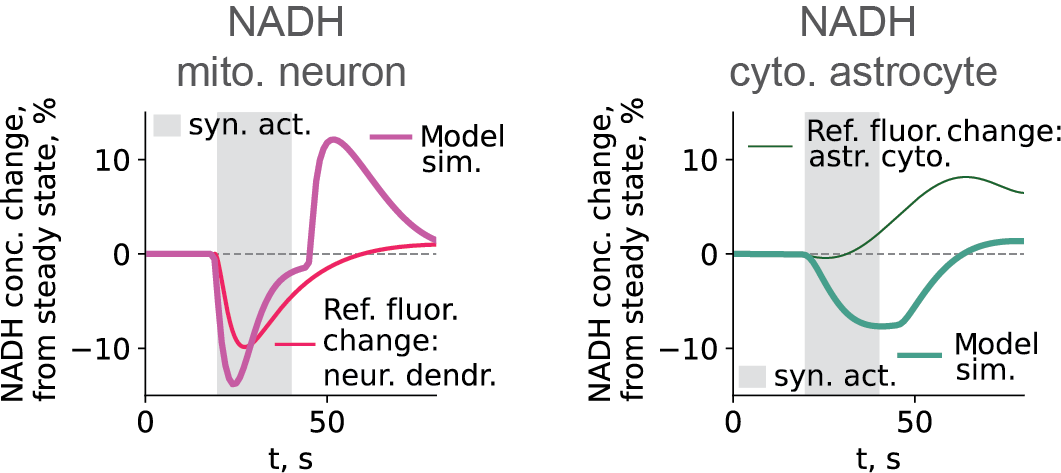 NADH
mito. neuron
NADH conc. change,
from steady state, %
10
0
−10
syn. act.
Model
sim.
Ref. fluor.
change:
neur. dendr.
0
50
t, s
NADH
cyto. astrocyte
NADH conc. change,
from steady state, %
10
0
−10
Ref. fluor. change:
astr. cyto.
Model
sim.
syn. act.
0
50
t, s